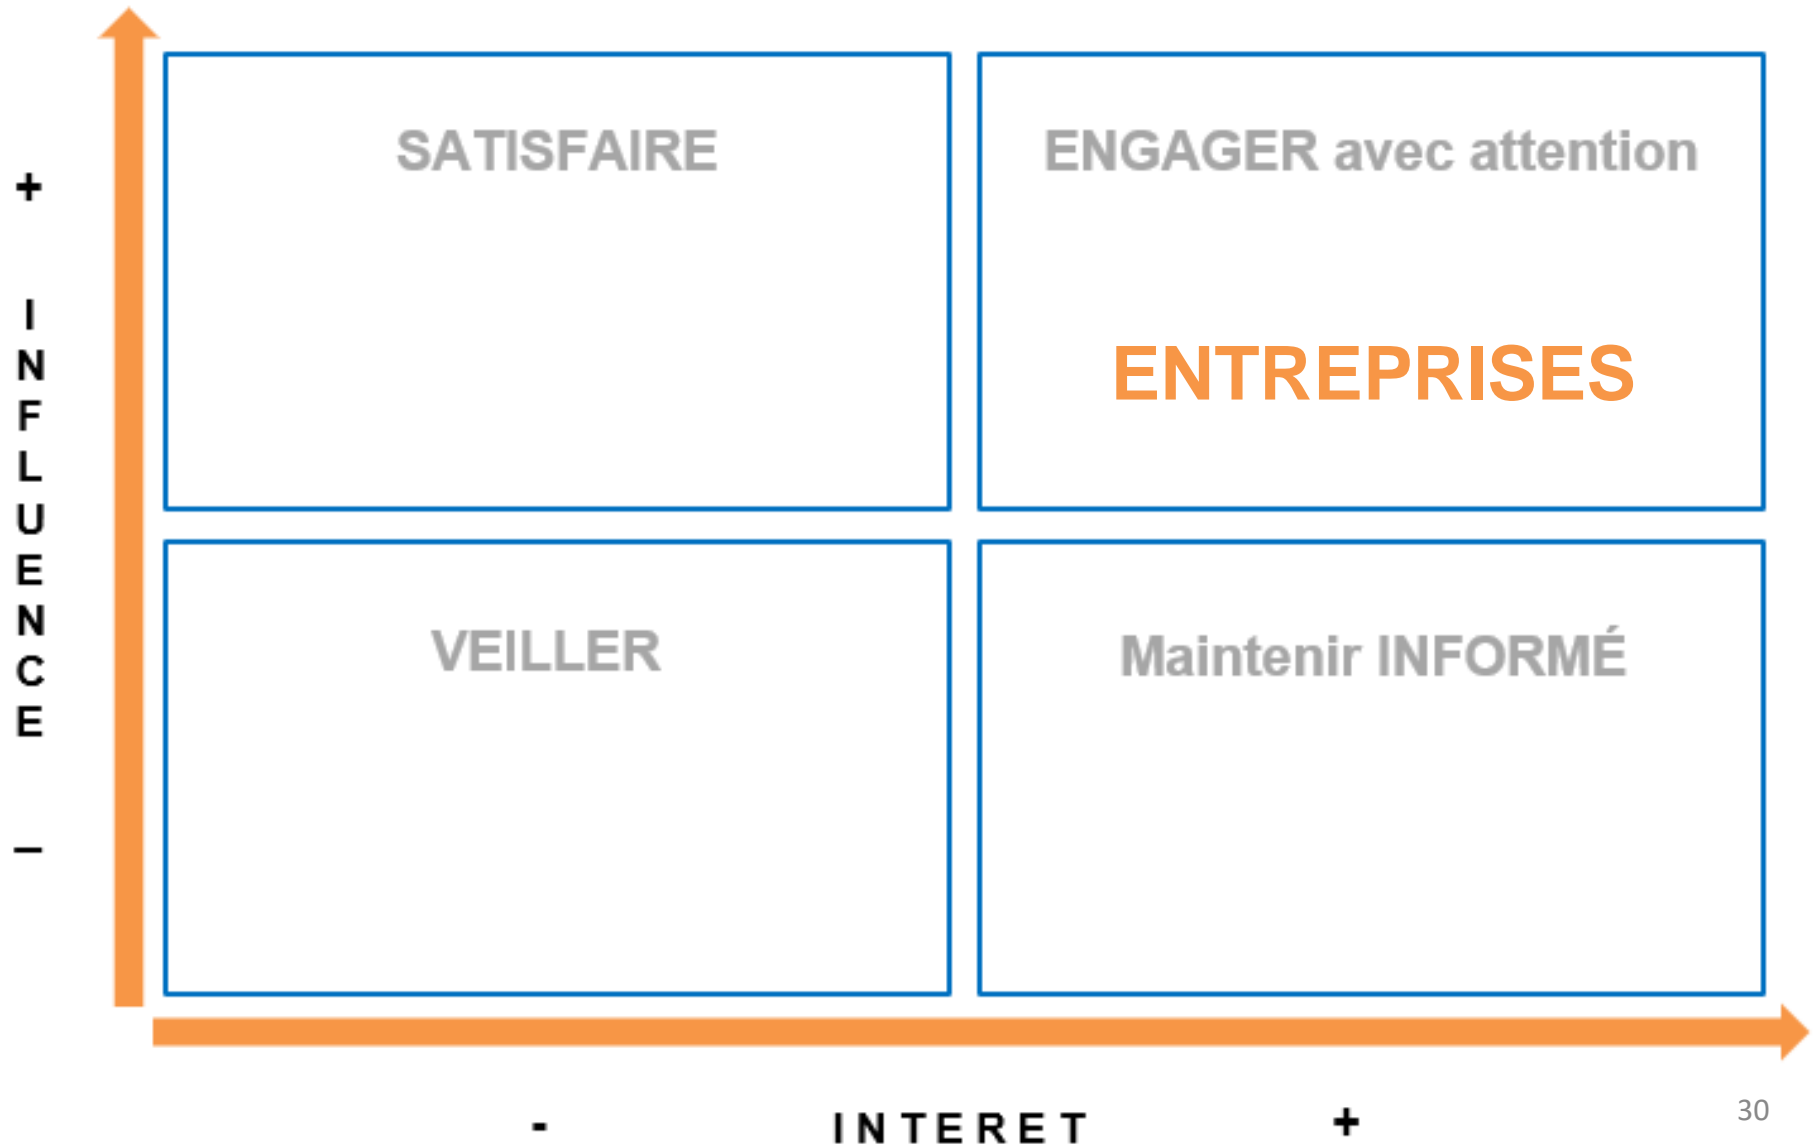 SATISFAIRE
ENGAGER avec attention
ENTREPRISES
VEILLER
Maintenir INFORMÉ
+
I
N
F
L
U
E
N
C
E
–
- INTERET +
30